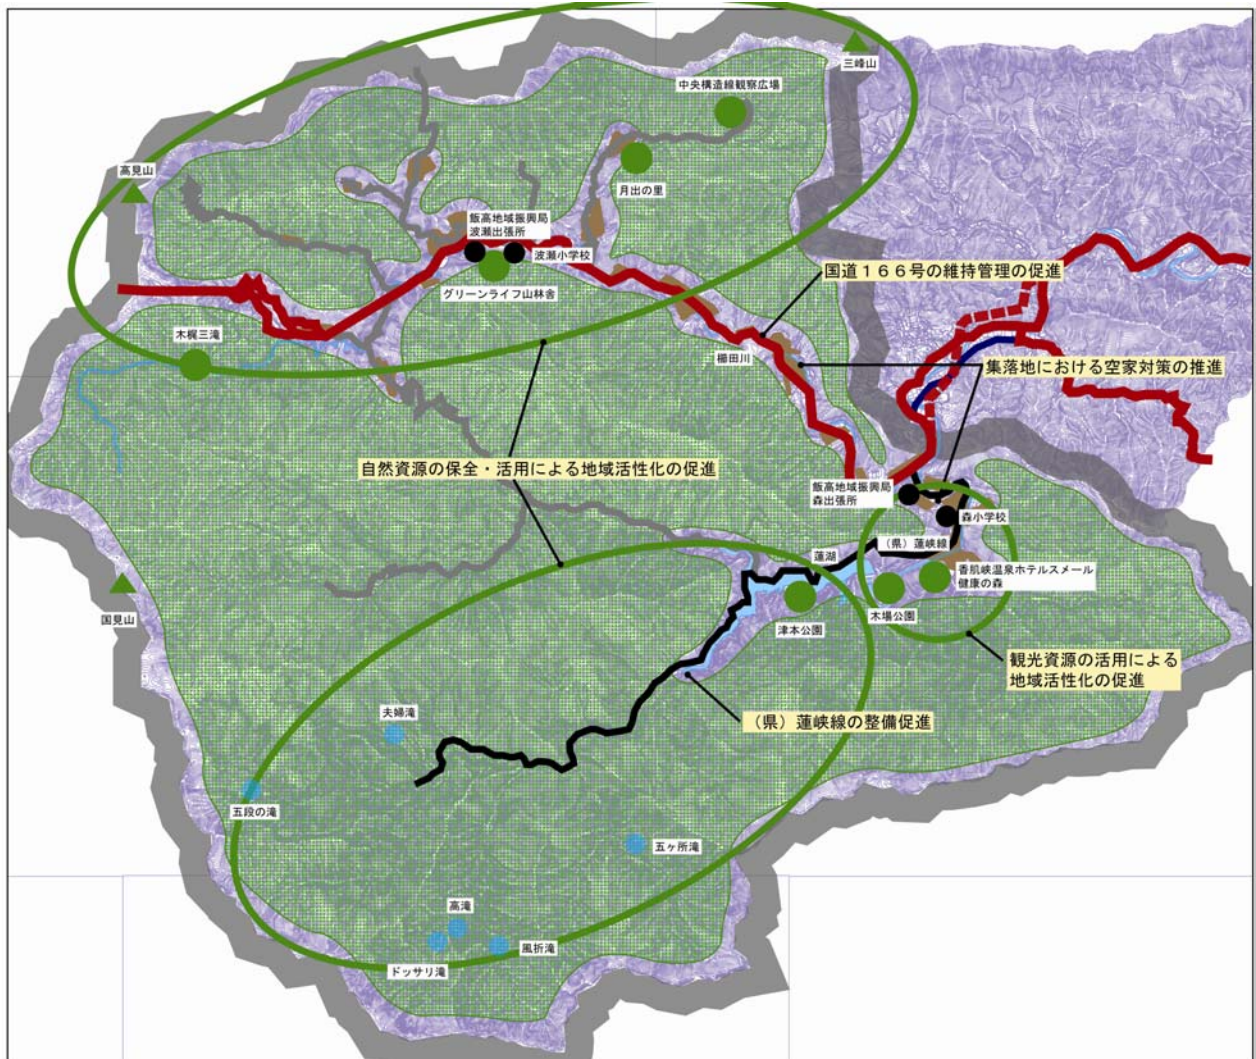 三峰山
中央構造線観察広場
高見山
月出の里
飯高地域振興局
波瀬出張所
波瀬小学校
国道166号の維持管理の促進
グリーンライフ山林舎
木梶三滝
櫛田川
集落地における空家対策の推進
自然資源の保全・活用による地域活性化の促進
飯高地域振興局
森出張所
森小学校
(県)蓮峡線
蓮湖
香肌峡温泉ホテルスメール
健康の森
国見山
木場公園
津本公園
観光資源の活用による
地域活性化の促進
夫婦滝
(県)蓮峡線の整備促進
五段の滝
五ヶ所滝
高滝
風折滝
ドッサリ滝